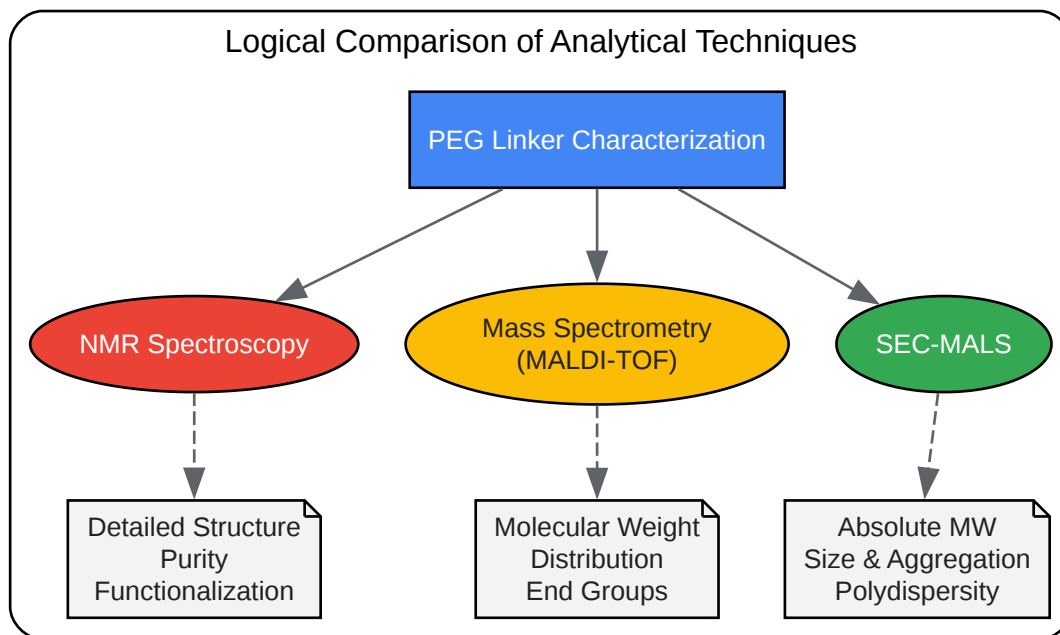 Logical Comparison of Analytical Techniques
PEG Linker Characterization
NMR Spectroscopy
Mass Spectrometry
(MALDI-TOF)
SEC-MALS
Detailed Structure
Purity
Functionalization
Molecular Weight
Distribution
End Groups
Absolute MW
Size & Aggregation
Polydispersity